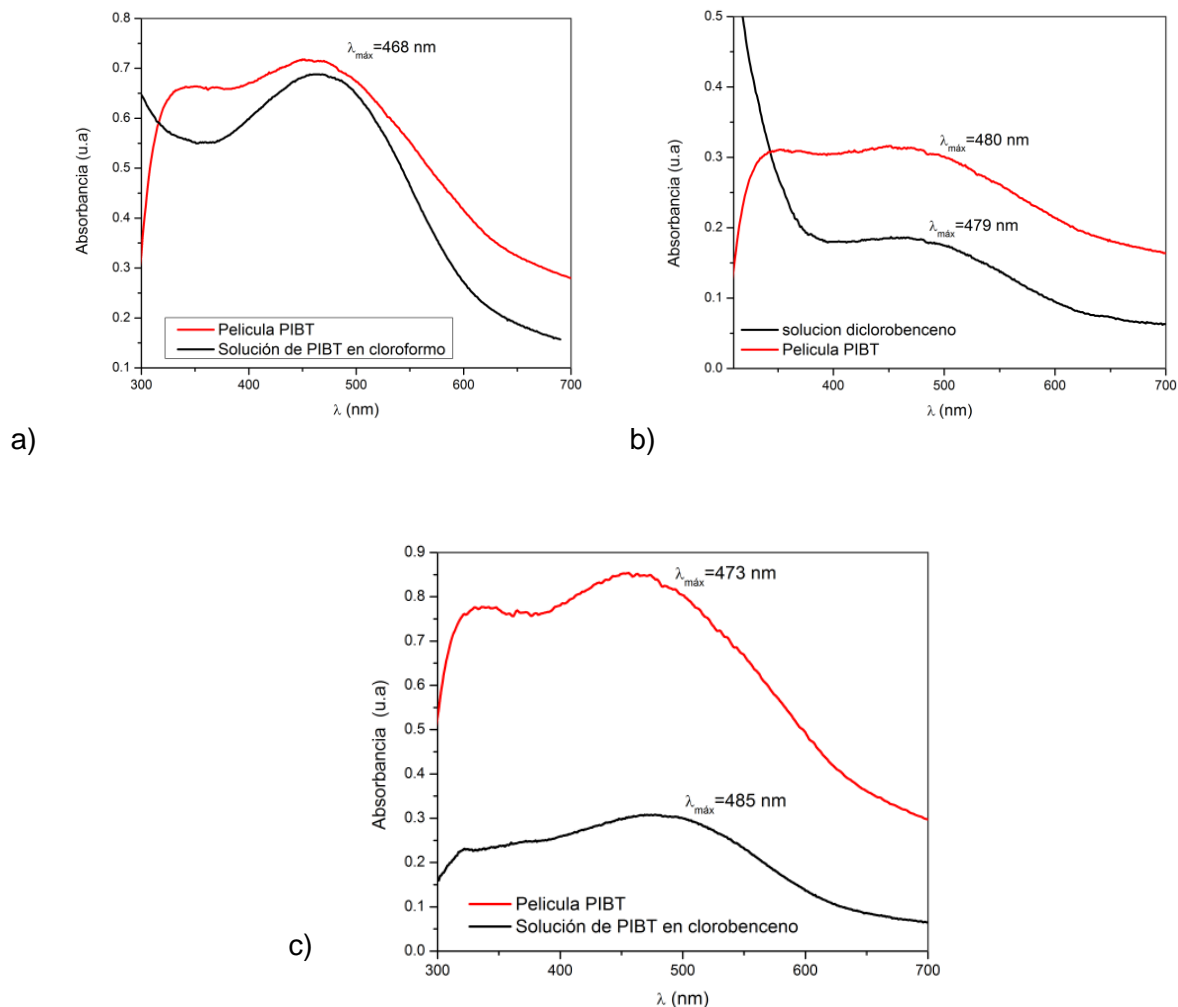 0.8
0.7
0.6
0.5
0.4
0.3
0.2
0.1
Absorbancia (u.a)
λmáx=468 nm
Pelicula PIBT
Solución de PIBT en cloroformo
300 400 500 600 700
λ (nm)
a)
0.5
0.4
0.3
0.2
0.1
0.0
Absorbancia (u.a)
λmáx=480 nm
λmáx=479 nm
solucion diclorobenceno
Pelicula PIBT
400 500 600 700
λ (nm)
b)
0.9
0.8
0.7
0.6
0.5
0.4
0.3
0.2
0.1
0.0
Absorbancia (u.a)
λmáx=473 nm
λmáx=485 nm
Pelicula PIBT
Solución de PIBT en clorobenceno
300 400 500 600 700
λ (nm)
c)